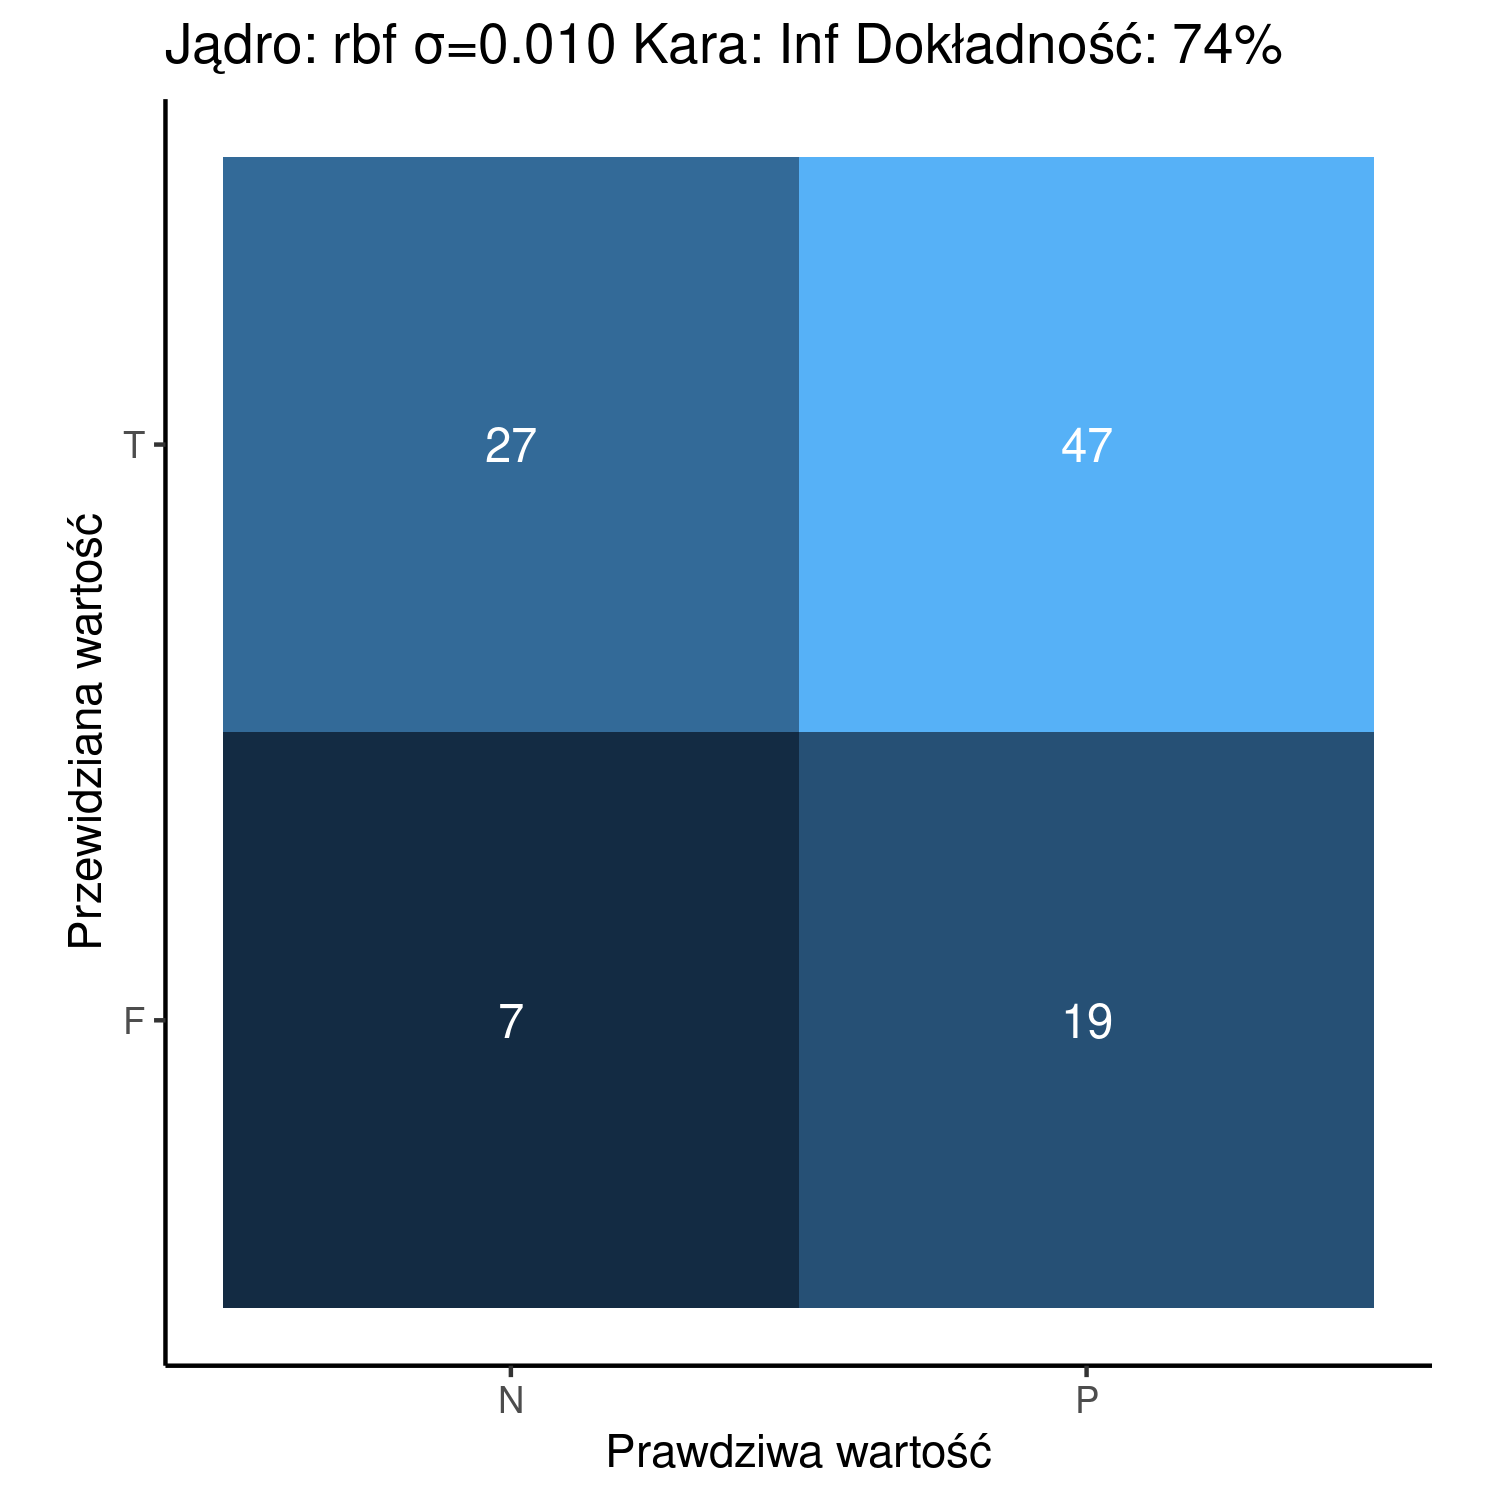 Jądro: rbf σ=0.010 Kara: Inf Dokładność: 74%
Przewidziana wartość
T
27
47
F
7
19
N
P
Prawdziwa wartość